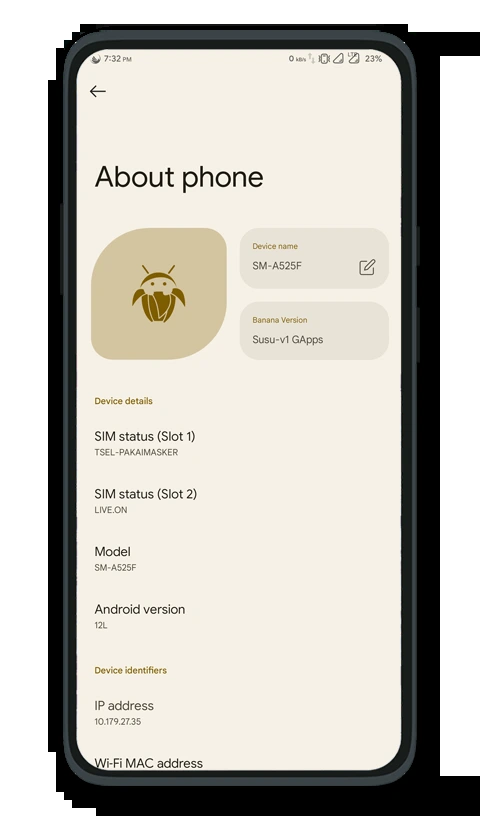 7:32 PM 0 kB/s LTE 23%
About phone
Device name
SM-A525F
Banana Version
Susu-v1 GApps
Device details
SIM status (Slot 1)
TSEL-PAKAIMASKER
SIM status (Slot 2)
LIVE.ON
Model
SM-A525F
Android version
12L
Device identifiers
IP address
10.179.27.35
Wi-Fi MAC address